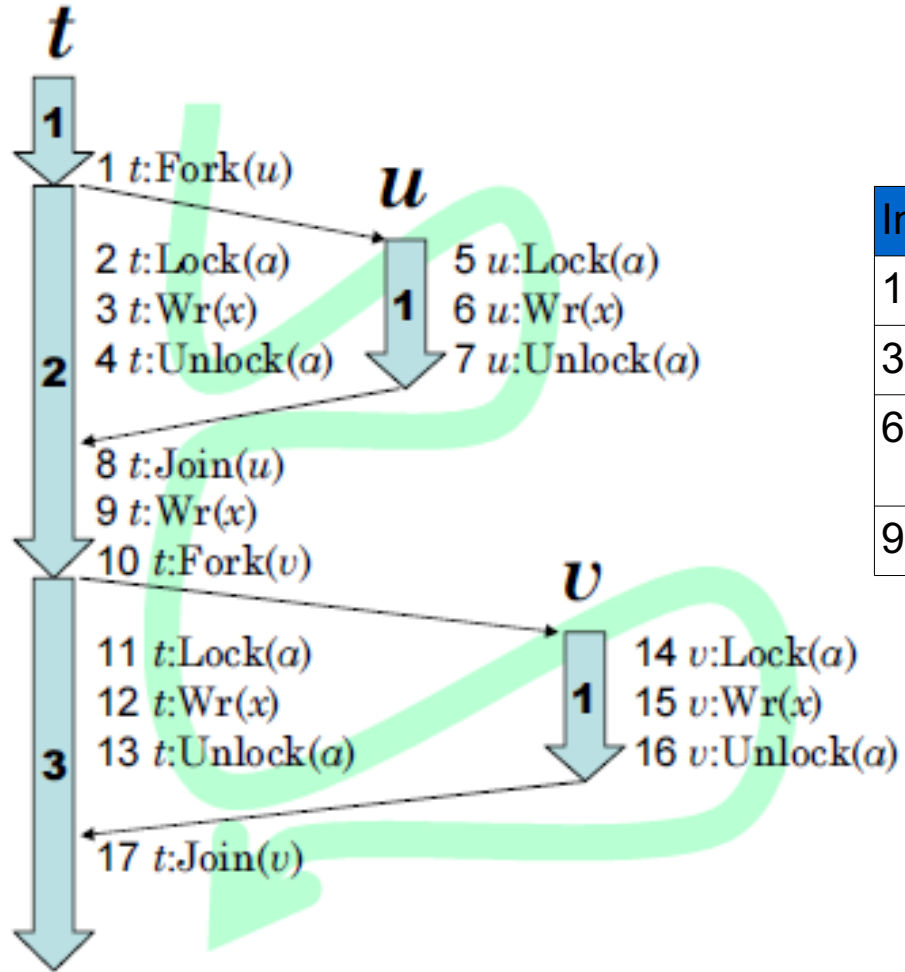 t
1
1 t:Fork(u)
u
2 t:Lock(a)
3 t:Wr(x)
4 t:Unlock(a)
2
1
5 u:Lock(a)
6 u:Wr(x)
7 u:Unlock(a)
8 t:Join(u)
9 t:Wr(x)
10 t:Fork(v)
v
11 t:Lock(a)
12 t:Wr(x)
13 t:Unlock(a)
3
1
14 v:Lock(a)
15 v:Wr(x)
16 v:Unlock(a)
17 t:Join(v)
1
3
6
9